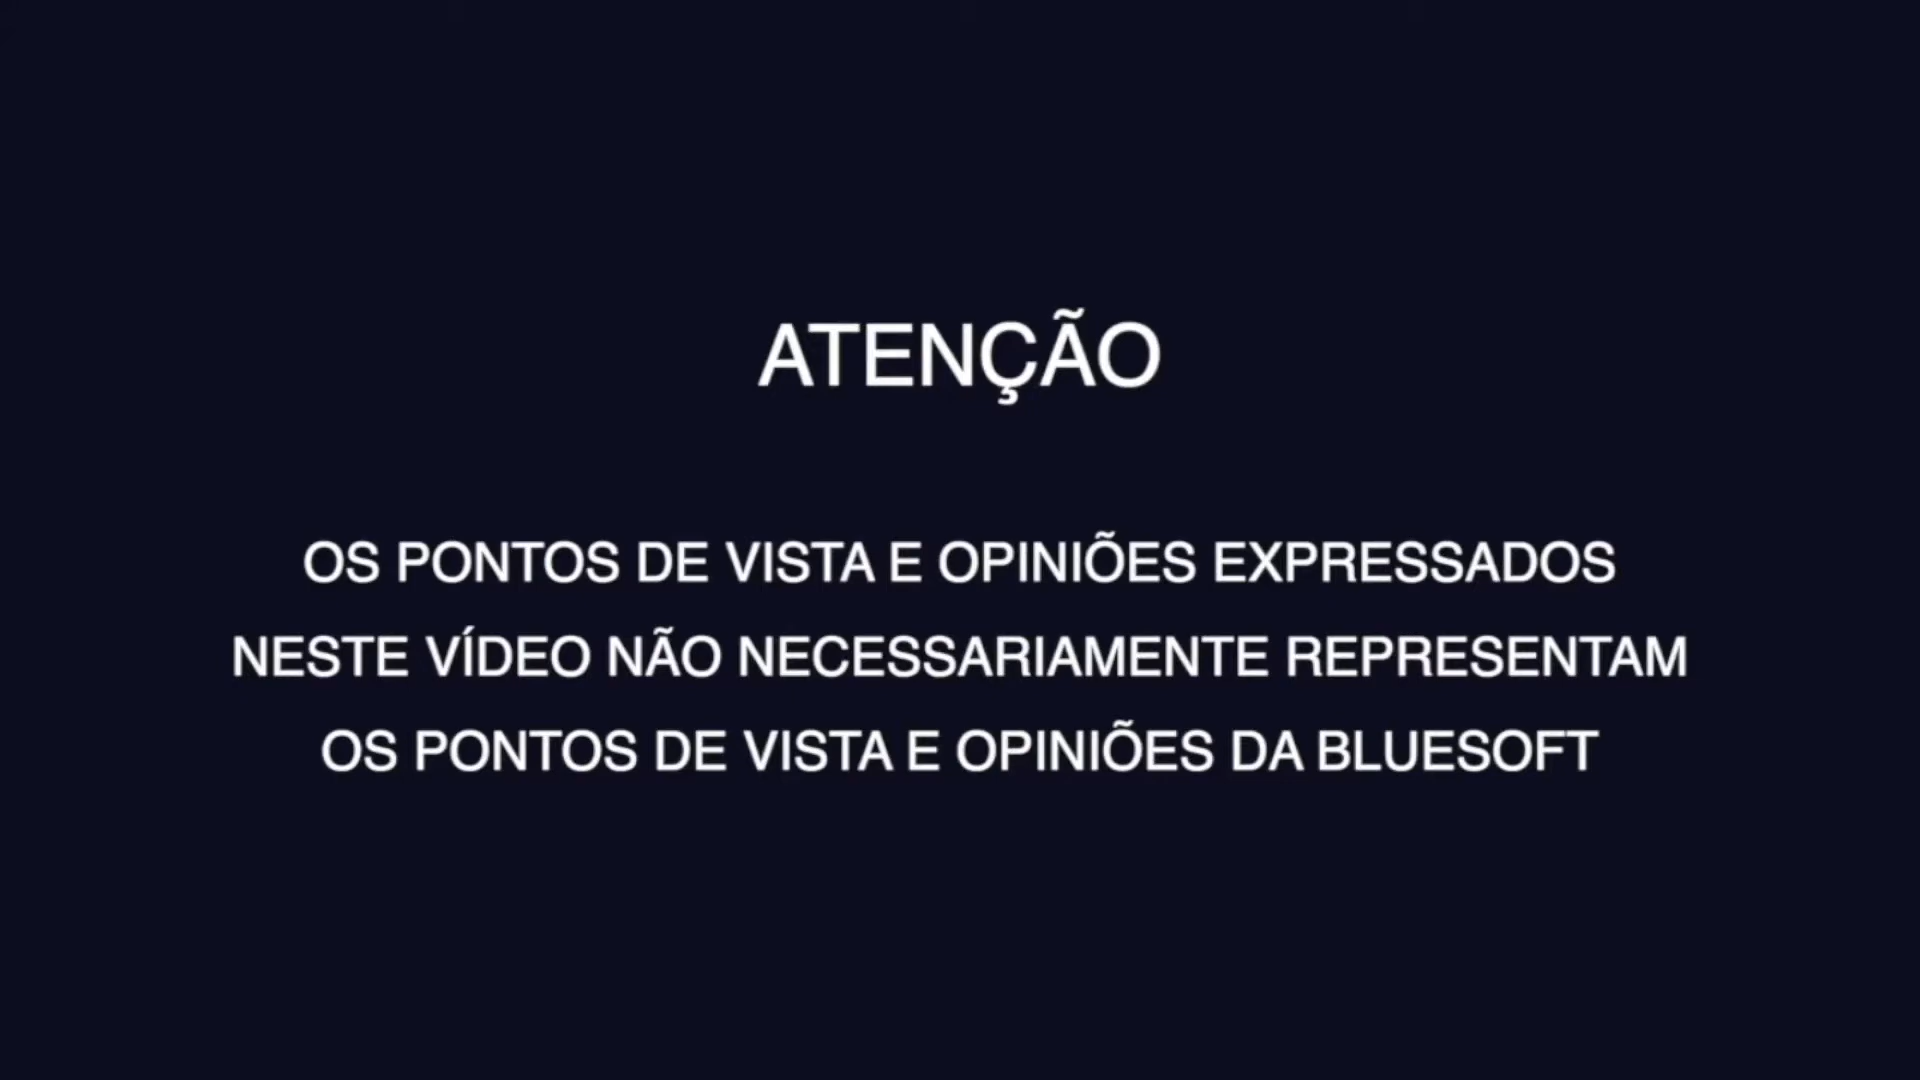 ATENÇÃO
OS PONTOS DE VISTA E OPINIÕES EXPRESSADOS
NESTE VÍDEO NÃO NECESSARIAMENTE REPRESENTAM
OS PONTOS DE VISTA E OPINIÕES DA BLUESOFT